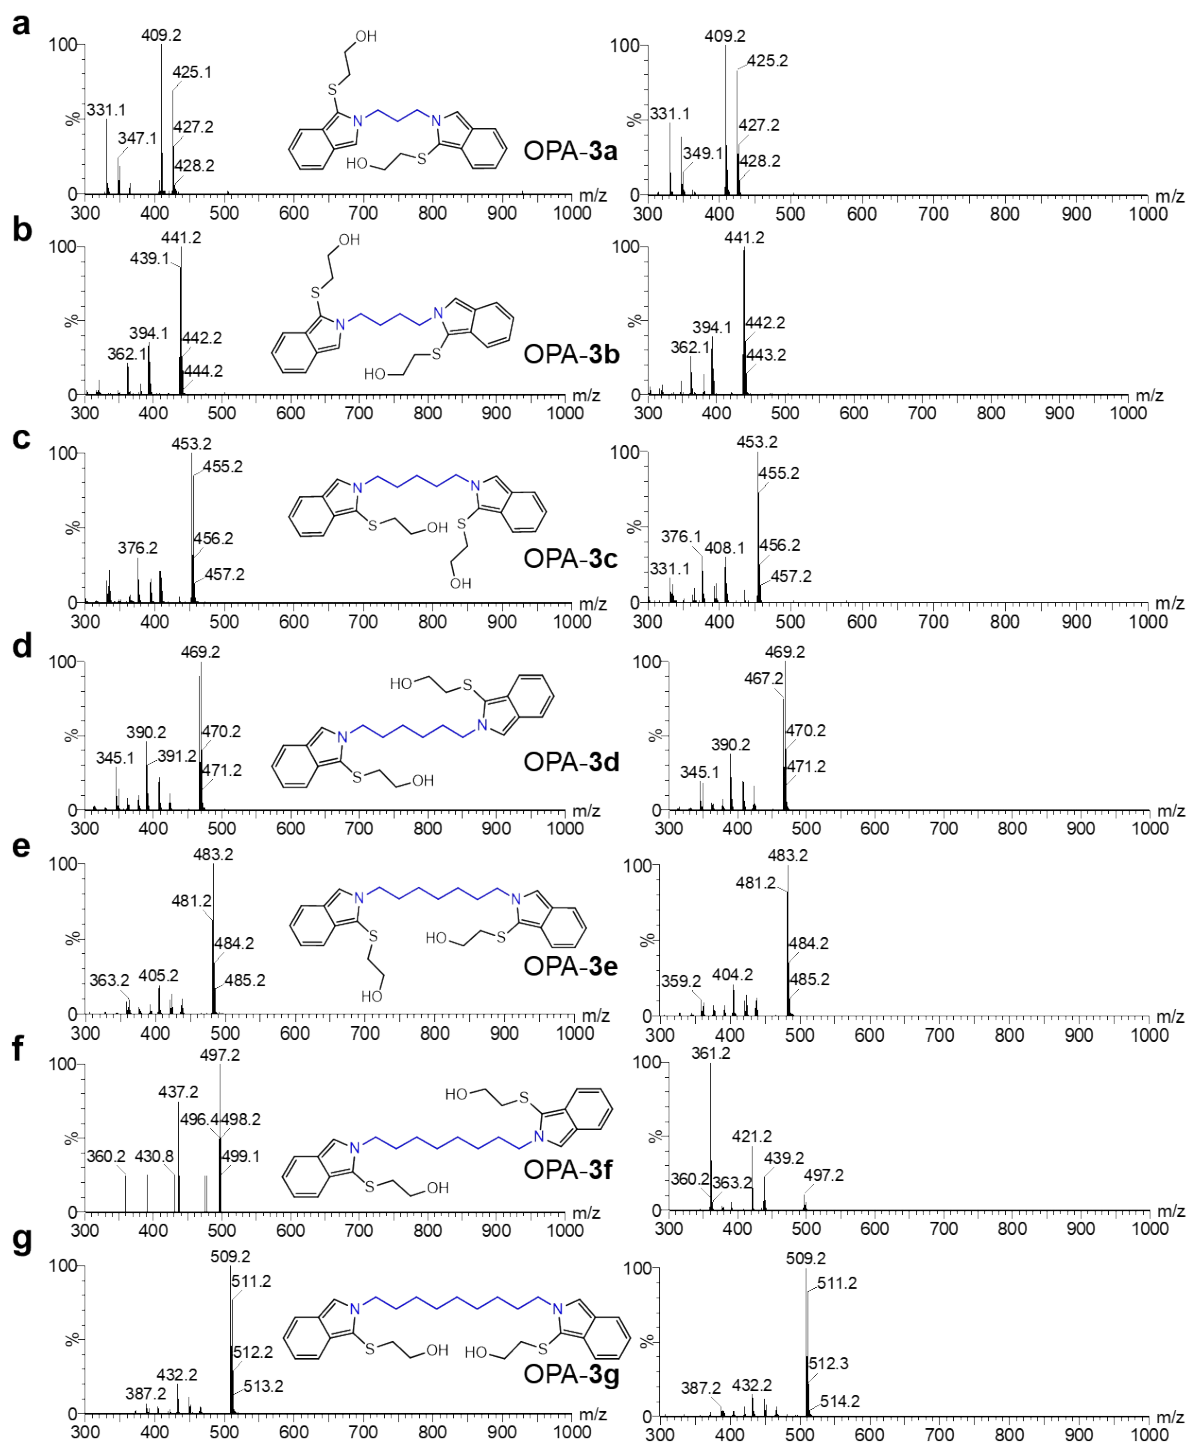 a
100
%
0
409.2
425.1
331.1
347.1
427.2
428.2
OH
S
N
N
HO
S
OPA-3a
300 400 500 600 700 800 900 1000 m/z
100
%
0
409.2
425.2
331.1
349.1
427.2
428.2
300 400 500 600 700 800 900 1000 m/z
b
100
%
0
441.2
439.1
394.1
362.1
442.2
444.2
OH
S
N
N
S
HO
OPA-3b
300 400 500 600 700 800 900 1000 m/z
100
%
0
441.2
394.1
362.1
442.2
443.2
300 400 500 600 700 800 900 1000 m/z
c
100
%
0
453.2
455.2
376.2
456.2
457.2
N
N
S
OH
S
OH
OPA-3c
300 400 500 600 700 800 900 1000 m/z
100
%
0
453.2
455.2
376.1
408.1
331.1
456.2
457.2
300 400 500 600 700 800 900 1000 m/z
d
100
%
0
469.2
390.2
391.2
345.1
470.2
471.2
HO
S
N
N
S
OH
OPA-3d
300 400 500 600 700 800 900 1000 m/z
100
%
0
469.2
467.2
390.2
345.1
470.2
471.2
300 400 500 600 700 800 900 1000 m/z
e
100
%
0
483.2
481.2
484.2
363.2
405.2
485.2
N
N
S
HO
S
HO
OPA-3e
300 400 500 600 700 800 900 1000 m/z
100
%
0
483.2
481.2
484.2
359.2
404.2
485.2
300 400 500 600 700 800 900 1000 m/z
f
100
%
0
497.2
437.2
496.4
498.2
360.2
430.8
499.1
HO
S
N
N
S
OH
OPA-3f
300 400 500 600 700 800 900 1000 m/z
100
%
0
361.2
421.2
439.2
360.2
363.2
497.2
300 400 500 600 700 800 900 1000 m/z
g
100
%
0
509.2
511.2
512.2
387.2
432.2
513.2
N
N
S
OH
HO
S
OPA-3g
300 400 500 600 700 800 900 1000 m/z
100
%
0
509.2
511.2
512.3
387.2
432.2
514.2
300 400 500 600 700 800 900 1000 m/z